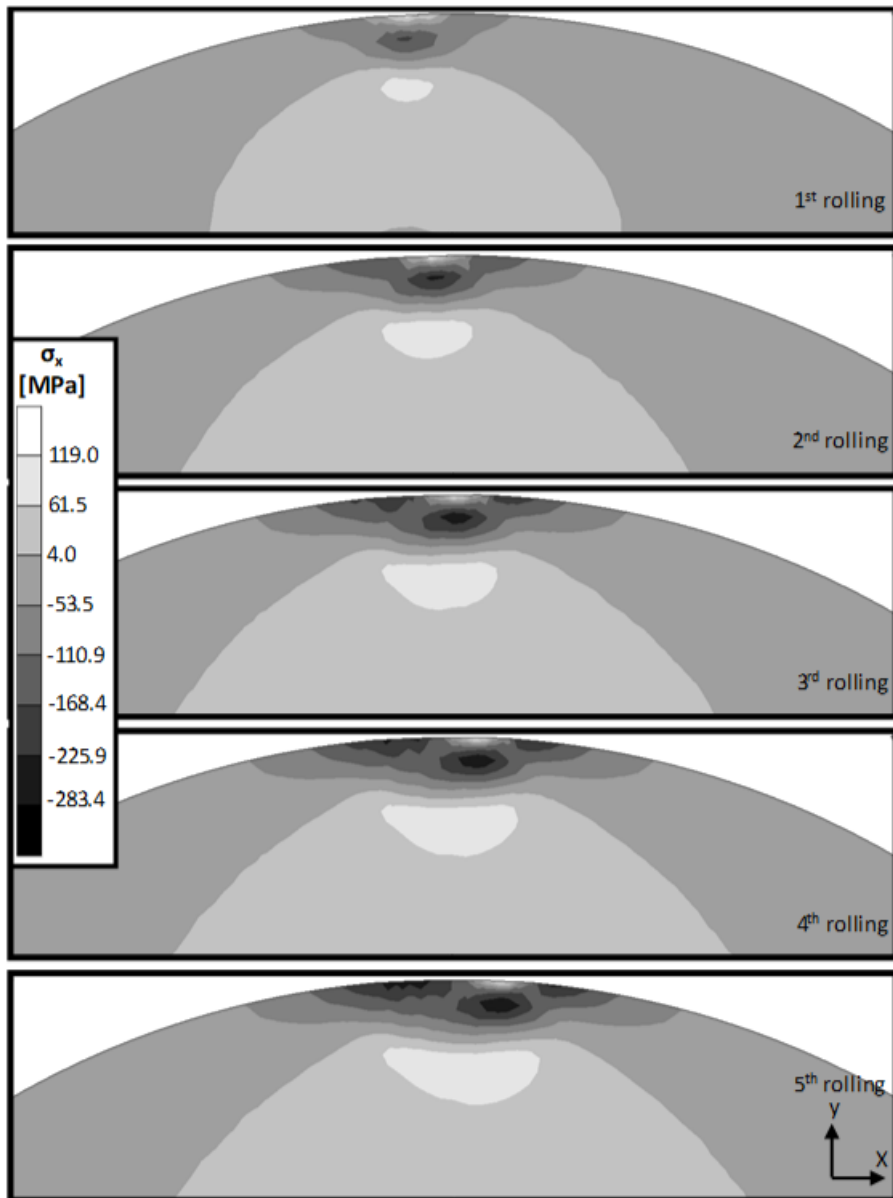 1st rolling
2nd rolling
σx
[MPa]
119.0
61.5
4.0
-53.5
-110.9
-168.4
-225.9
-283.4
3rd rolling
4th rolling
5th rolling
y
X